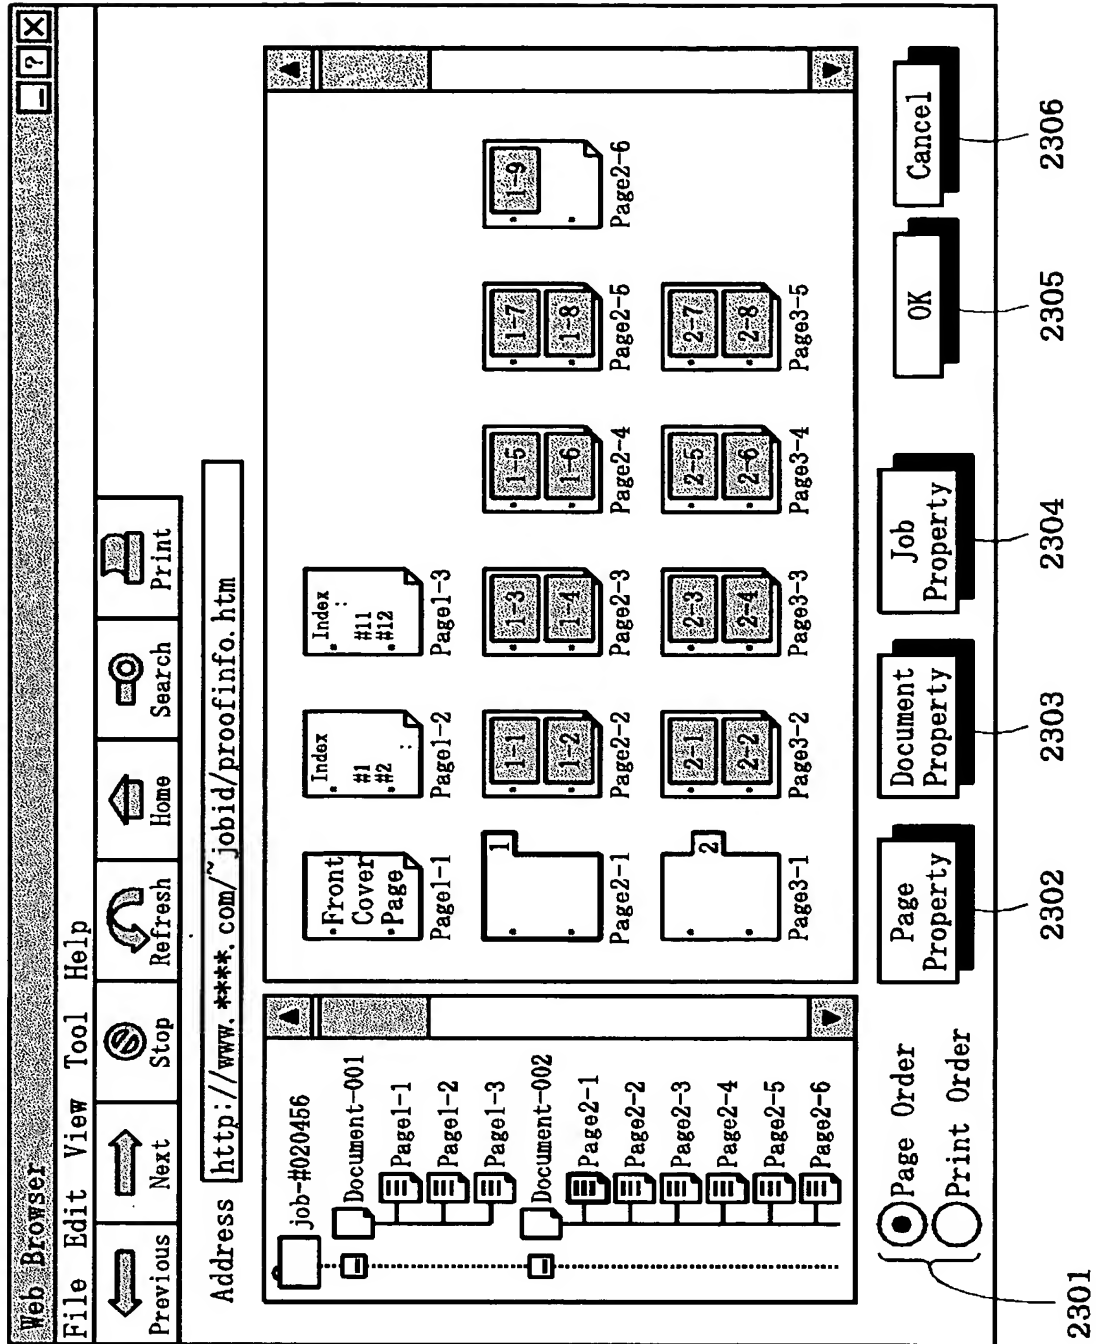 Web Browser
_ ? X
File Edit View Tool Help
Previous Next Stop Refresh Home Search Print
Address http://www.****.com/~jobid/proofinfo.htm
job-#020456
Document-001
Page1-1
Page1-2
Page1-3
Document-002
Page2-1
Page2-2
Page2-3
Page2-4
Page2-5
Page2-6
Front
Cover
Page
Page1-1
Index
#1
#2
:
Page1-2
Index
:
#11
#12
Page1-3
1
Page2-1
1-1
1-2
Page2-2
1-3
1-4
Page2-3
1-5
1-6
Page2-4
1-7
1-8
Page2-5
1-9
Page2-6
2
Page3-1
2-1
2-2
Page3-2
2-3
2-4
Page3-3
2-5
2-6
Page3-4
2-7
2-8
Page3-5
Page Order
Print Order
Page
Property
Document
Property
Job
Property
OK
Cancel
2301
2302
2303
2304
2305
2306